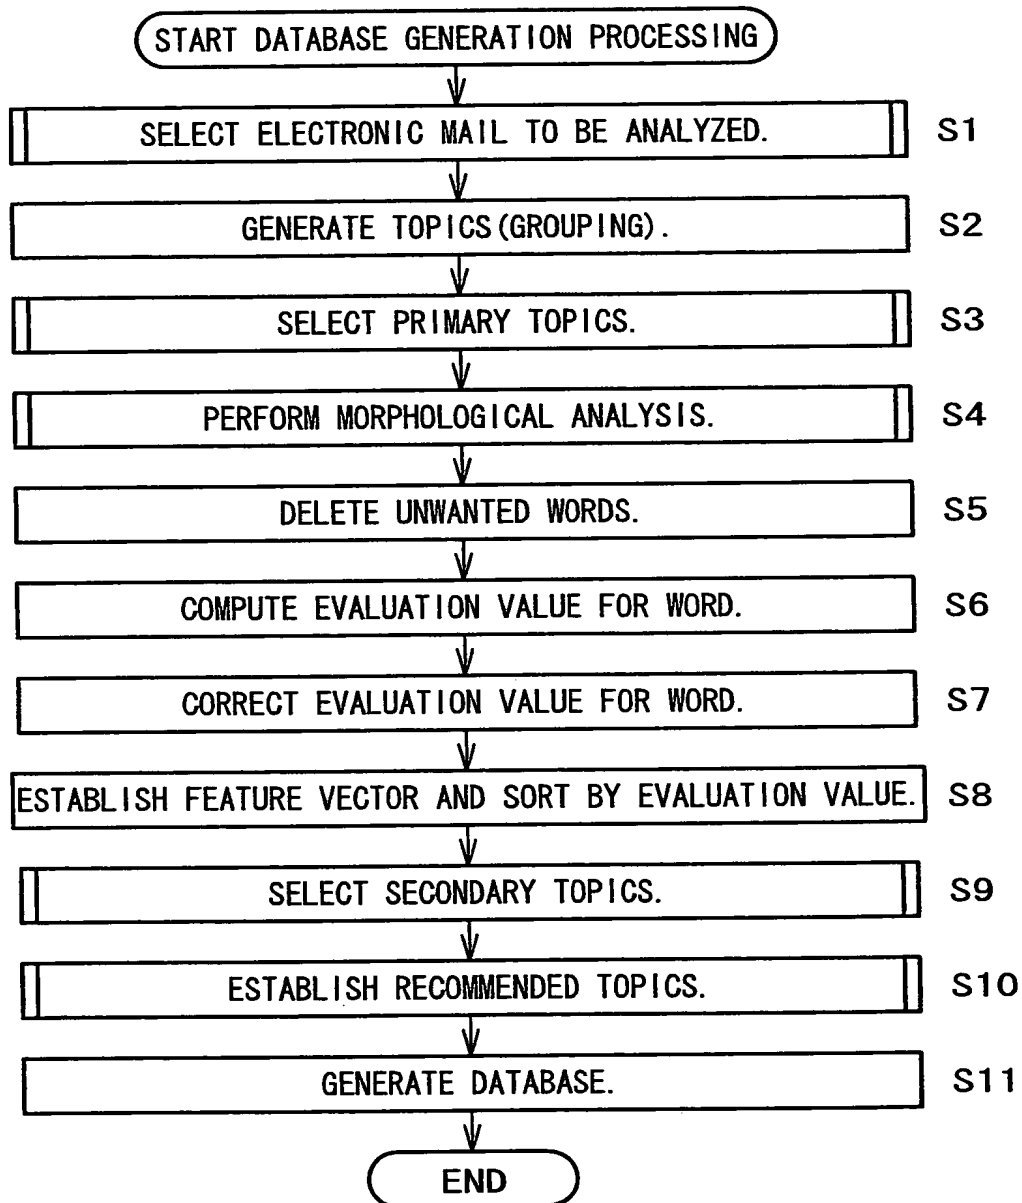 START DATABASE GENERATION PROCESSING
SELECT ELECTRONIC MAIL TO BE ANALYZED. S1
GENERATE TOPICS(GROUPING). S2
SELECT PRIMARY TOPICS. S3
PERFORM MORPHOLOGICAL ANALYSIS. S4
DELETE UNWANTED WORDS. S5
COMPUTE EVALUATION VALUE FOR WORD. S6
CORRECT EVALUATION VALUE FOR WORD. S7
ESTABLISH FEATURE VECTOR AND SORT BY EVALUATION VALUE. S8
SELECT SECONDARY TOPICS. S9
ESTABLISH RECOMMENDED TOPICS. S10
GENERATE DATABASE. S11
END